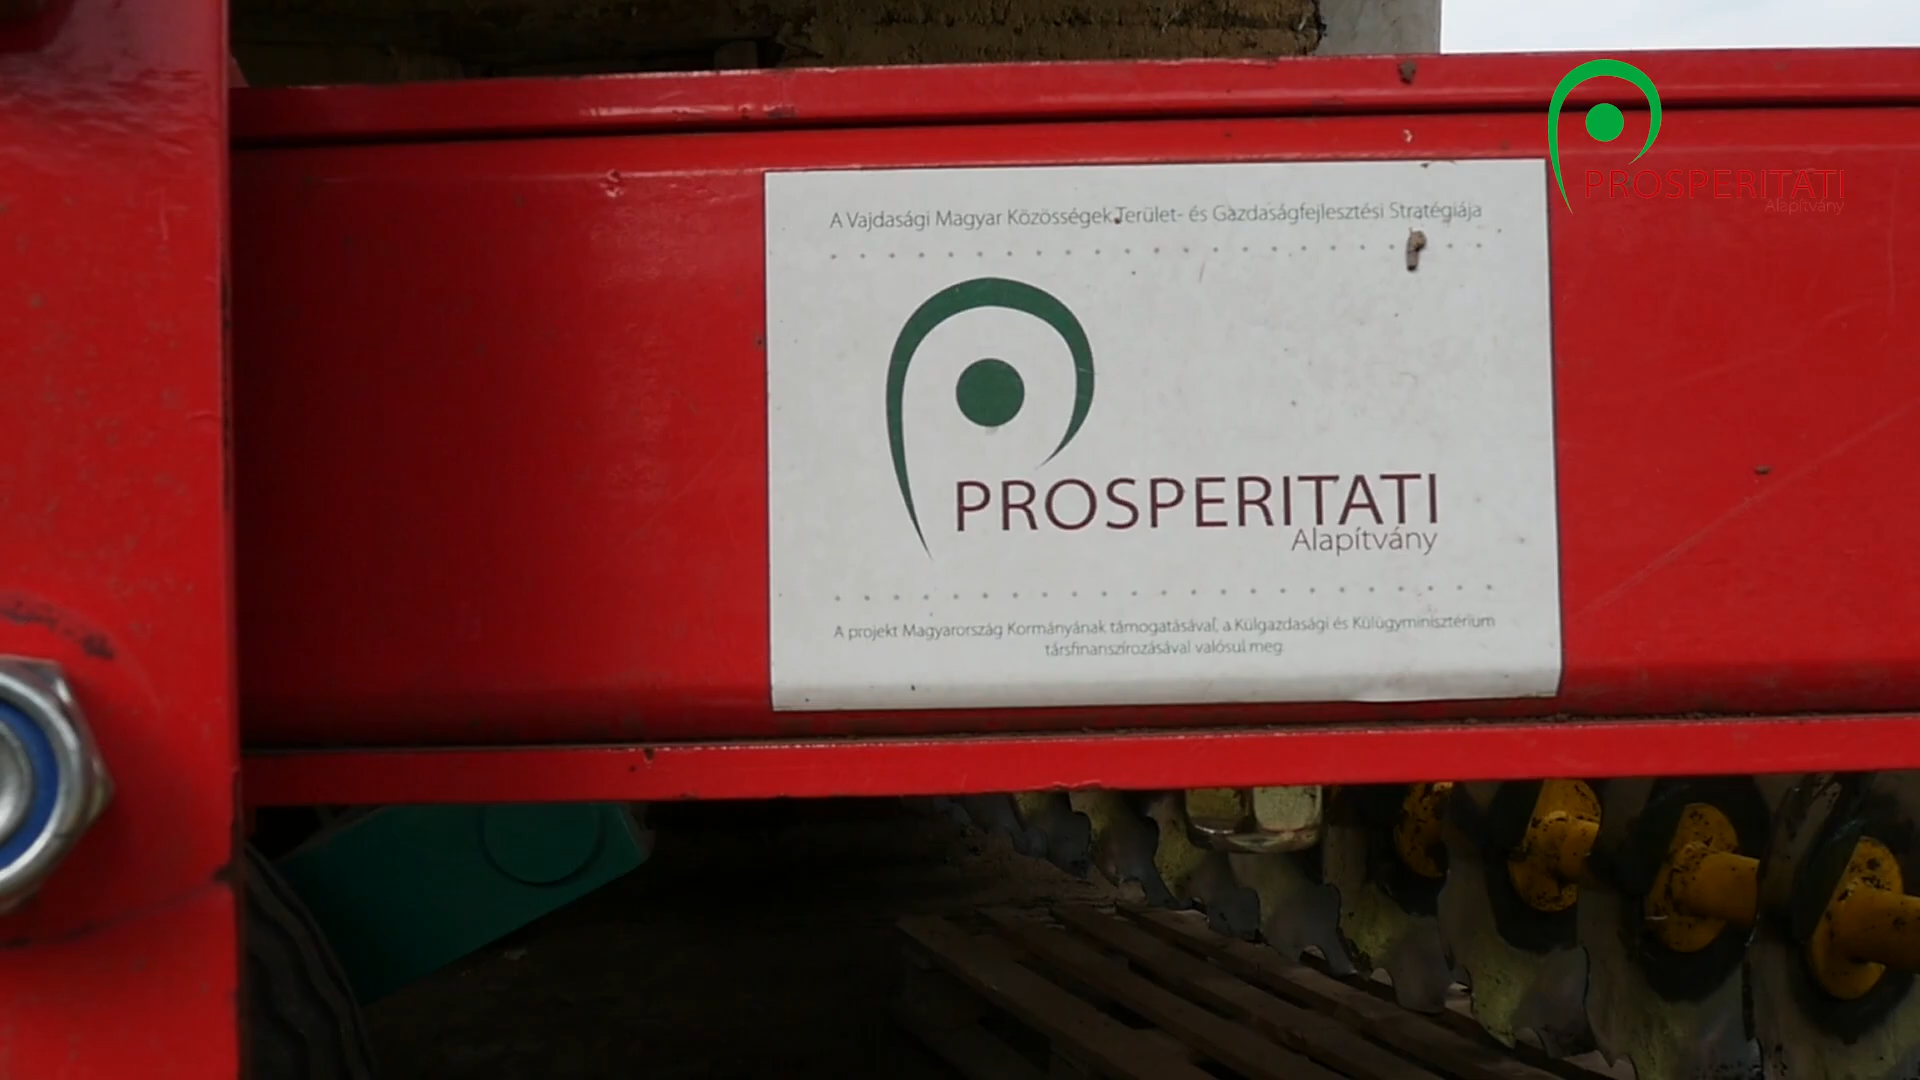 A Vajdasági Magyar Közösségek Terület- és Gazdaságfejlesztési Stratégiája
PROSPERITATI
Alapítvány
A projekt Magyarország Kormányának támogatásával, a Külgazdasági és Külügyminisztérium
társfinanszírozásával valósul meg
PROSPERITATI
Alapítvány